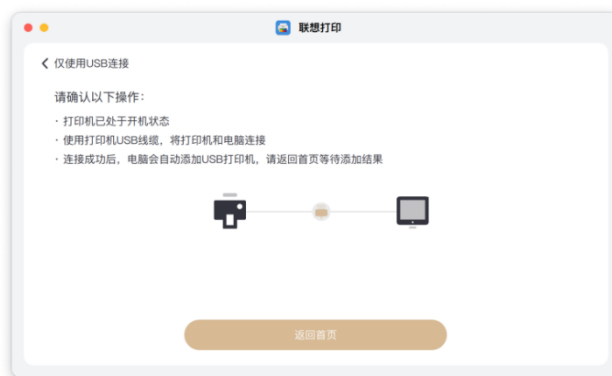 联想打印
仅使用USB连接
请确认以下操作：
· 打印机已处于开机状态
· 使用打印机USB线缆，将打印机和电脑连接
· 连接成功后，电脑会自动添加USB打印机，请返回首页等待添加结果
返回首页